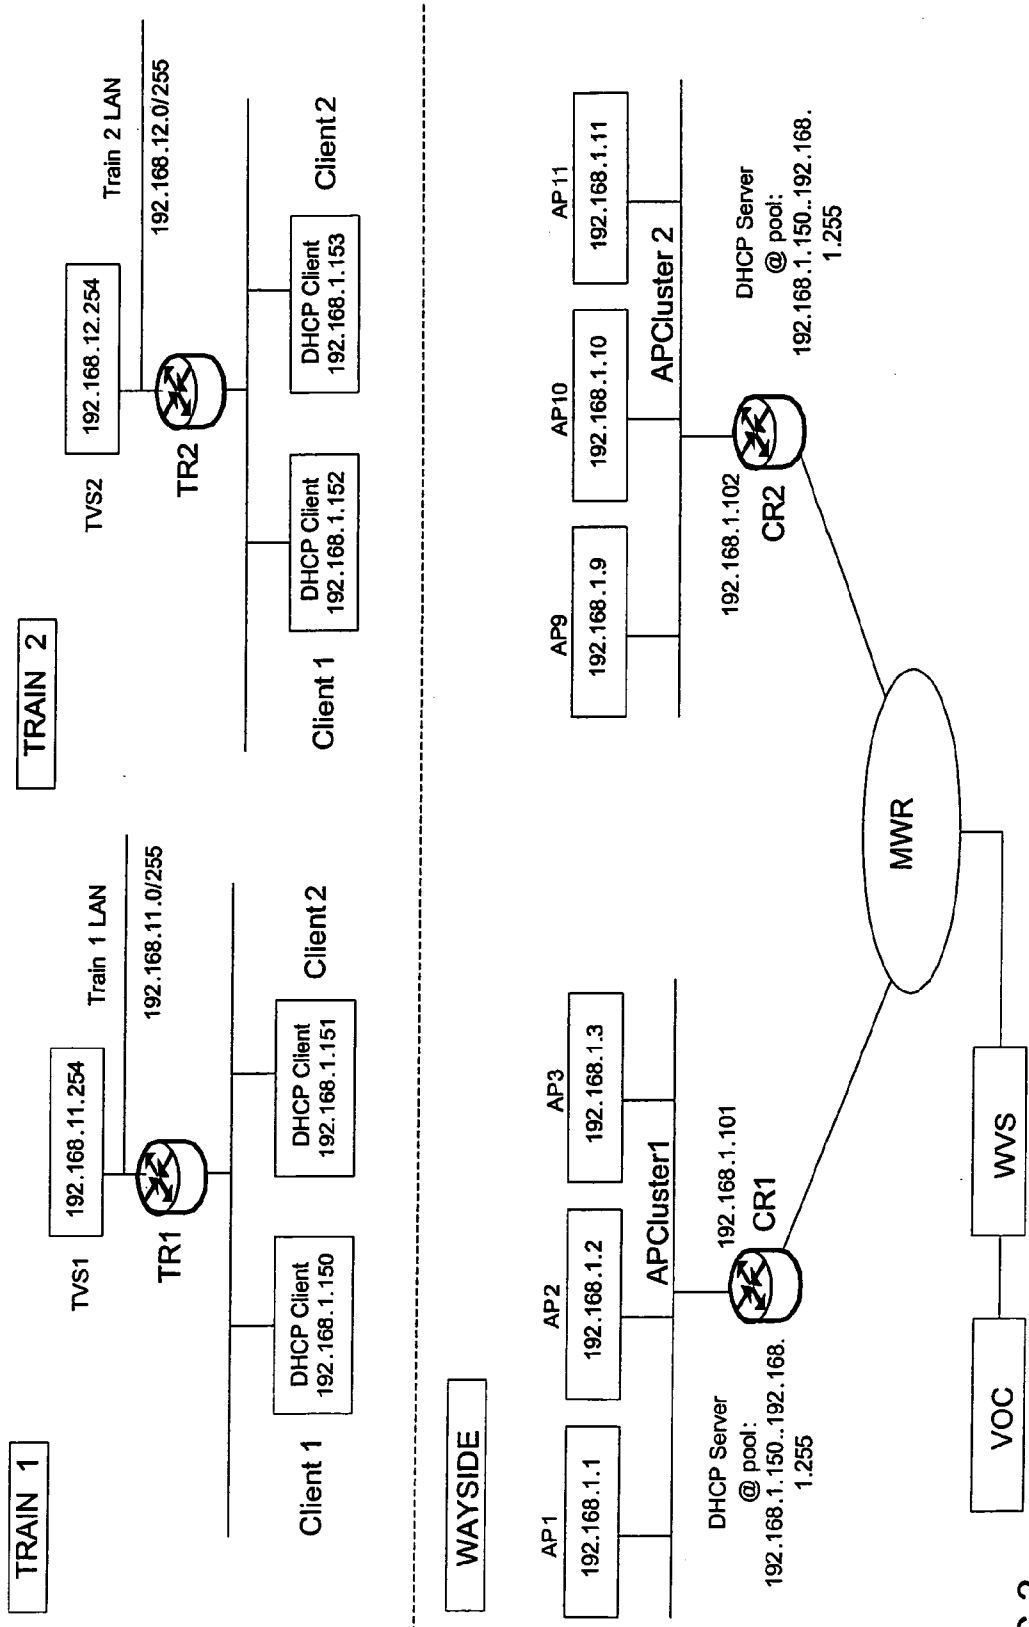 TRAIN 1
TVS1
192.168.11.254
Train 1 LAN
192.168.11.0/255
TR1
Client 1
DHCP Client
192.168.1.150
DHCP Client
192.168.1.151
Client 2
TRAIN 2
TVS2
192.168.12.254
Train 2 LAN
192.168.12.0/255
TR2
Client 1
DHCP Client
192.168.1.152
DHCP Client
192.168.1.153
Client 2
WAYSIDE
AP1
192.168.1.1
AP2
192.168.1.2
AP3
192.168.1.3
APCluster1
DHCP Server
@ pool:
192.168.1.150..192.168.
1.255
192.168.1.101
CR1
AP9
192.168.1.9
AP10
192.168.1.10
AP11
192.168.1.11
APCluster 2
192.168.1.102
CR2
DHCP Server
@ pool:
192.168.1.150..192.168.
1.255
MWR
VOC
WVS